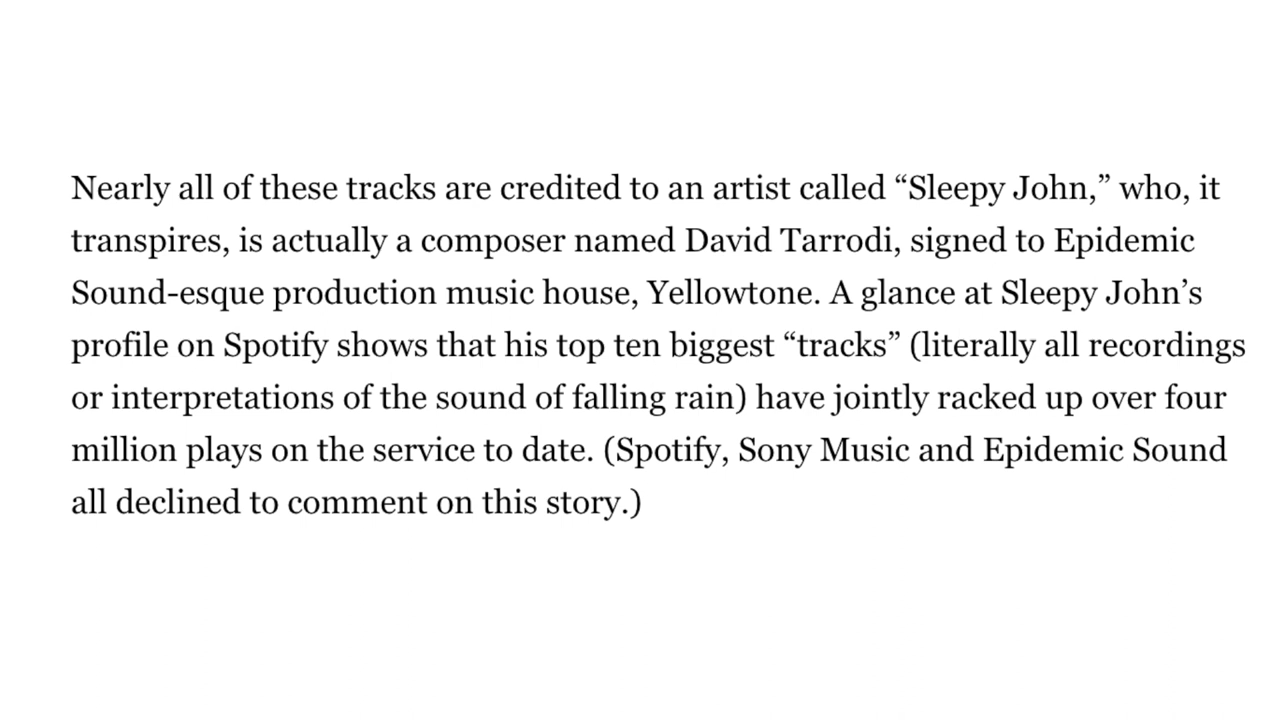 Nearly all of these tracks are credited to an artist called “Sleepy John,” who, it
transpires, is actually a composer named David Tarrodi, signed to Epidemic
Sound-esque production music house, Yellowtone. A glance at Sleepy John’s
profile on Spotify shows that his top ten biggest “tracks” (literally all recordings
or interpretations of the sound of falling rain) have jointly racked up over four
million plays on the service to date. (Spotify, Sony Music and Epidemic Sound
all declined to comment on this story.)